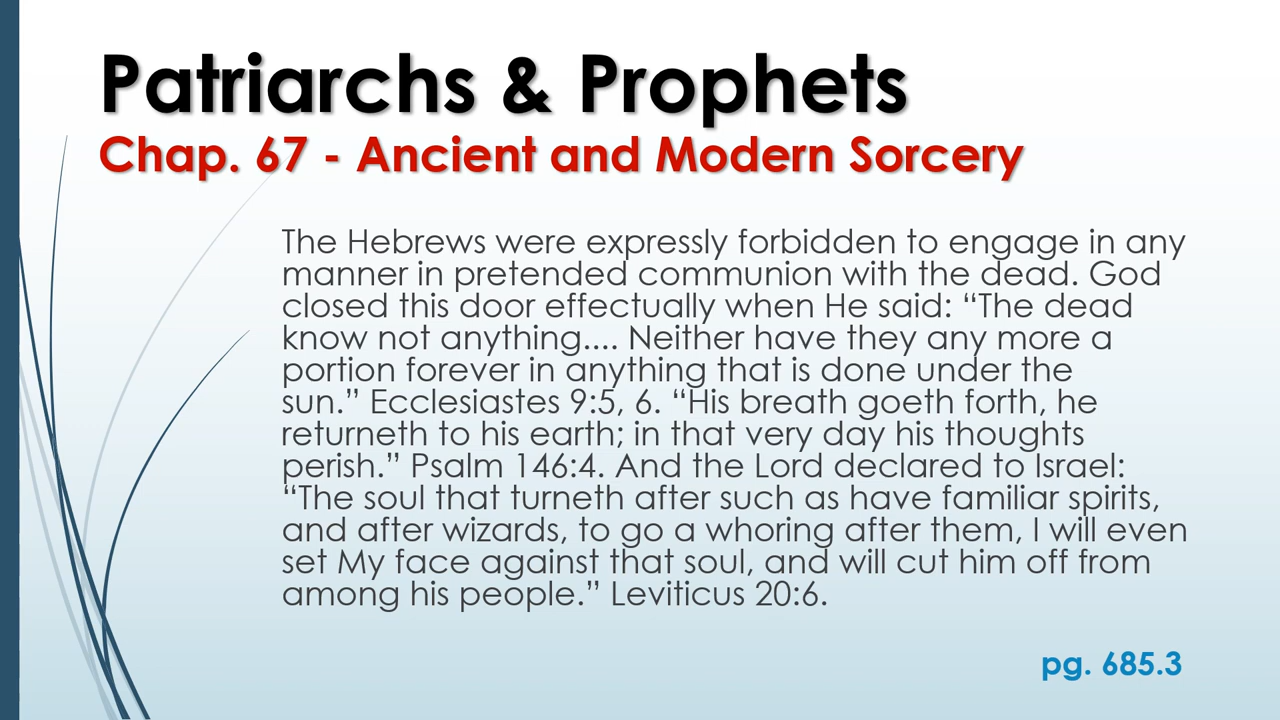 Patriarchs & Prophets
Chap. 67 - Ancient and Modern Sorcery
The Hebrews were expressly forbidden to engage in any
manner in pretended communion with the dead. God
closed this door effectually when He said: “The dead
know not anything.... Neither have they any more a
portion forever in anything that is done under the
sun.” Ecclesiastes 9:5, 6. “His breath goeth forth, he
returneth to his earth; in that very day his thoughts
perish.” Psalm 146:4. And the Lord declared to Israel:
“The soul that turneth after such as have familiar spirits,
and after wizards, to go a whoring after them, I will even
set My face against that soul, and will cut him off from
among his people.” Leviticus 20:6.
pg. 685.3